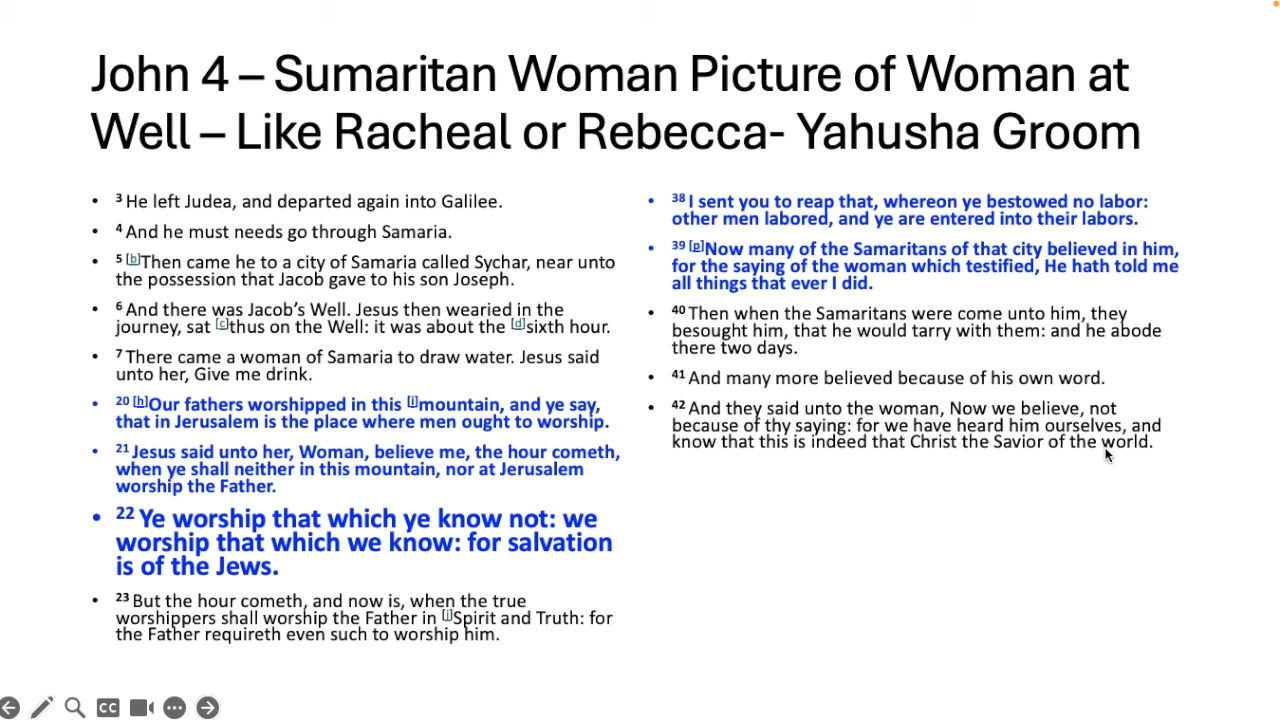 John 4 – Sumaritan Woman Picture of Woman at
Well – Like Racheal or Rebecca- Yahusha Groom
• 3 He left Judea, and departed again into Galilee.
• 4 And he must needs go through Samaria.
• 5 [b]Then came he to a city of Samaria called Sychar, near unto
the possession that Jacob gave to his son Joseph.
• 6 And there was Jacob’s Well. Jesus then wearied in the
journey, sat [c]thus on the Well: it was about the [d]sixth hour.
• 7 There came a woman of Samaria to draw water. Jesus said
unto her, Give me drink.
• 20 [h]Our fathers worshipped in this [i]mountain, and ye say,
that in Jerusalem is the place where men ought to worship.
• 21 Jesus said unto her, Woman, believe me, the hour cometh,
when ye shall neither in this mountain, nor at Jerusalem
worship the Father.
• 22 Ye worship that which ye know not: we
worship that which we know: for salvation
is of the Jews.
• 23 But the hour cometh, and now is, when the true
worshippers shall worship the Father in [j]Spirit and Truth: for
the Father requireth even such to worship him.
• 38 I sent you to reap that, whereon ye bestowed no labor:
other men labored, and ye are entered into their labors.
• 39 [p]Now many of the Samaritans of that city believed in him,
for the saying of the woman which testified, He hath told me
all things that ever I did.
• 40 Then when the Samaritans were come unto him, they
besought him, that he would tarry with them: and he abode
there two days.
• 41 And many more believed because of his own word.
• 42 And they said unto the woman, Now we believe, not
because of thy saying: for we have heard him ourselves, and
know that this is indeed that Christ the Savior of the world.
CC